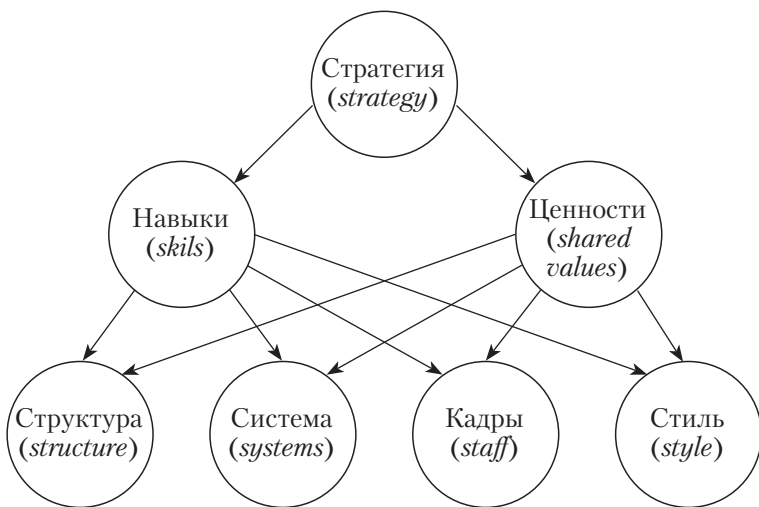 Стратегия
(strategy)
Навыки
(skils)
Ценности
(shared
values)
Структура
(structure)
Система
(systems)
Кадры
(staff)
Стиль
(style)